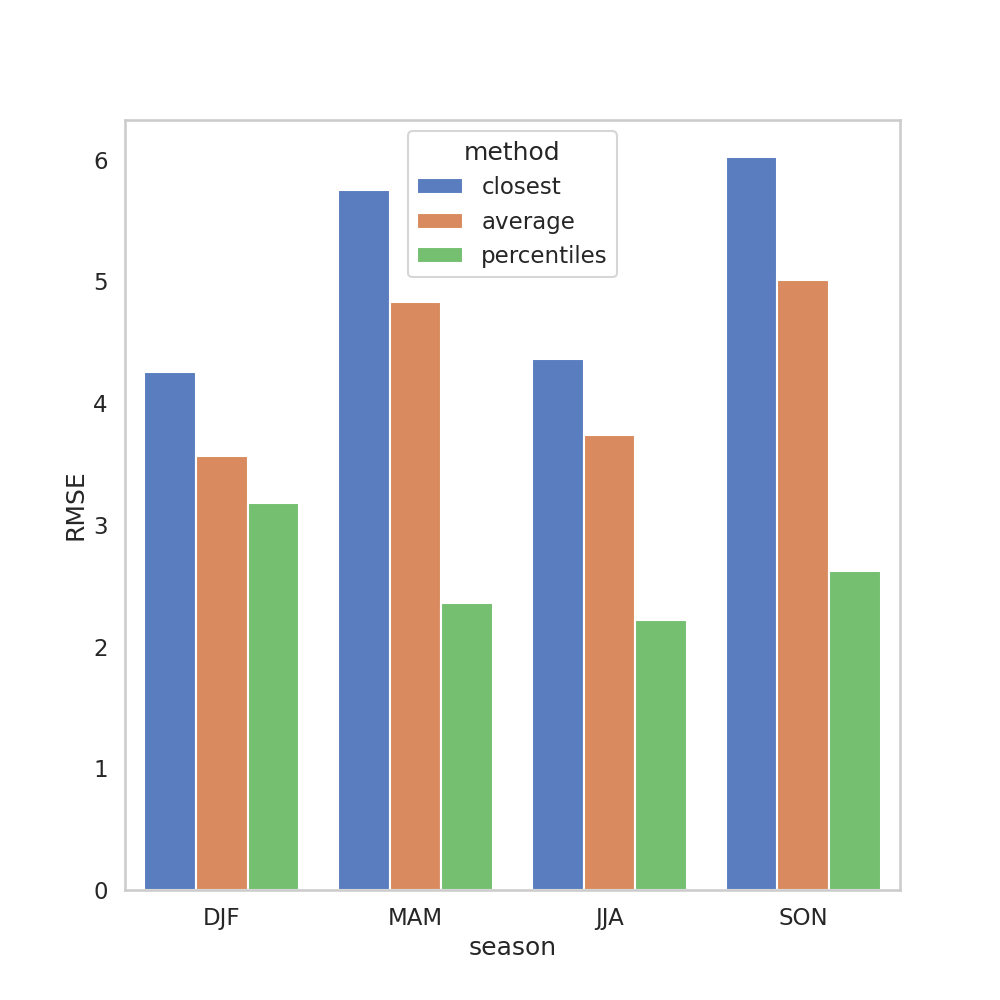 method
closest
average
percentiles
RMSE
6
5
4
3
2
1
0
DJF
MAM
JJA
SON
season